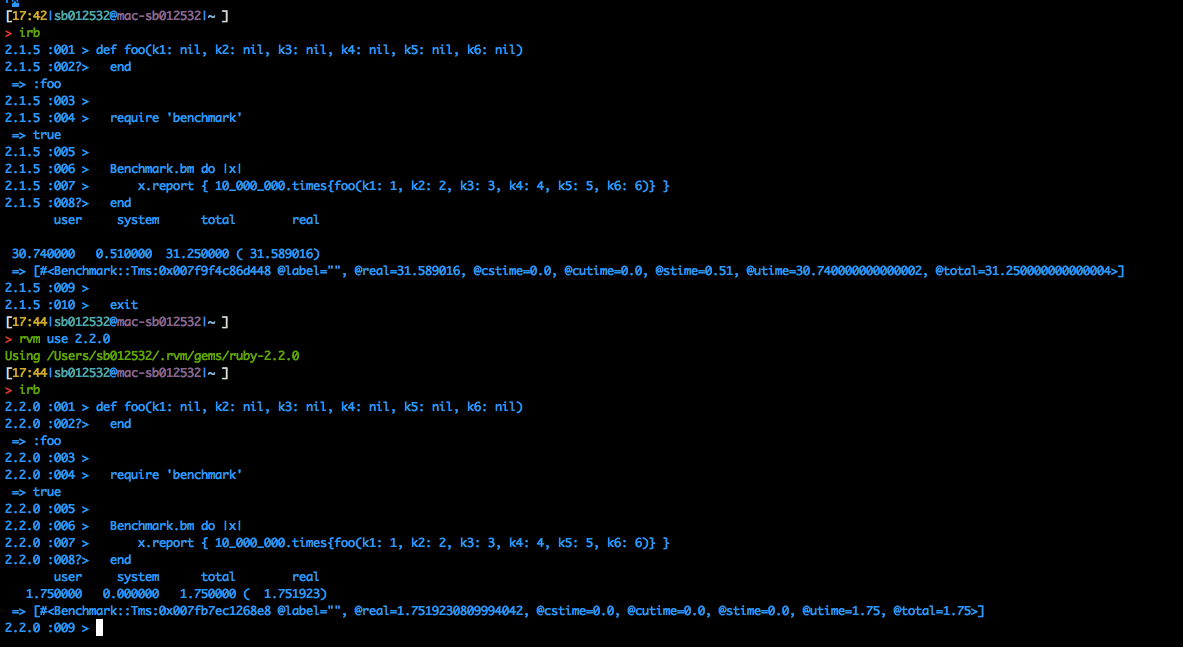 [17:42|sb012532@mac-sb012532|~ ]
> irb
2.1.5 :001 > def foo(k1: nil, k2: nil, k3: nil, k4: nil, k5: nil, k6: nil)
2.1.5 :002?>   end
 => :foo
2.1.5 :003 >
2.1.5 :004 >   require 'benchmark'
 => true
2.1.5 :005 >
2.1.5 :006 >   Benchmark.bm do |x|
2.1.5 :007 >       x.report { 10_000_000.times{foo(k1: 1, k2: 2, k3: 3, k4: 4, k5: 5, k6: 6)} }
2.1.5 :008?>   end
       user     system      total        real
 30.740000   0.510000  31.250000 ( 31.589016)
 => [#<Benchmark::Tms:0x007f9f4c86d448 @label="", @real=31.589016, @cstime=0.0, @cutime=0.0, @stime=0.51, @utime=30.740000000000002, @total=31.250000000000004>]
2.1.5 :009 >
2.1.5 :010 >   exit
[17:44|sb012532@mac-sb012532|~ ]
> rvm use 2.2.0
Using /Users/sb012532/.rvm/gems/ruby-2.2.0
[17:44|sb012532@mac-sb012532|~ ]
> irb
2.2.0 :001 > def foo(k1: nil, k2: nil, k3: nil, k4: nil, k5: nil, k6: nil)
2.2.0 :002?>   end
 => :foo
2.2.0 :003 >
2.2.0 :004 >   require 'benchmark'
 => true
2.2.0 :005 >
2.2.0 :006 >   Benchmark.bm do |x|
2.2.0 :007 >       x.report { 10_000_000.times{foo(k1: 1, k2: 2, k3: 3, k4: 4, k5: 5, k6: 6)} }
2.2.0 :008?>   end
       user     system      total        real
   1.750000   0.000000   1.750000 (  1.751923)
 => [#<Benchmark::Tms:0x007fb7ec1268e8 @label="", @real=1.7519230809994042, @cstime=0.0, @cutime=0.0, @stime=0.0, @utime=1.75, @total=1.75>]
2.2.0 :009 >